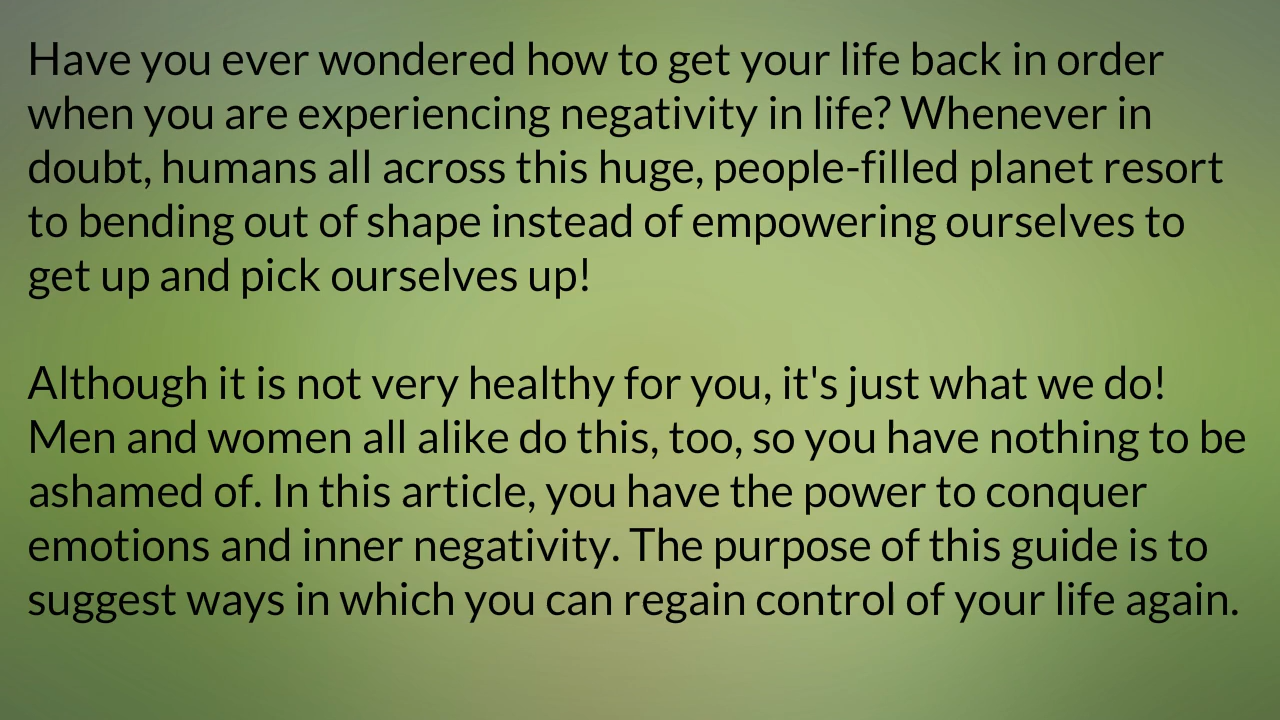 Have you ever wondered how to get your life back in order
when you are experiencing negativity in life? Whenever in
doubt, humans all across this huge, people-filled planet resort
to bending out of shape instead of empowering ourselves to
get up and pick ourselves up!
Although it is not very healthy for you, it's just what we do!
Men and women all alike do this, too, so you have nothing to be
ashamed of. In this article, you have the power to conquer
emotions and inner negativity. The purpose of this guide is to
suggest ways in which you can regain control of your life again.